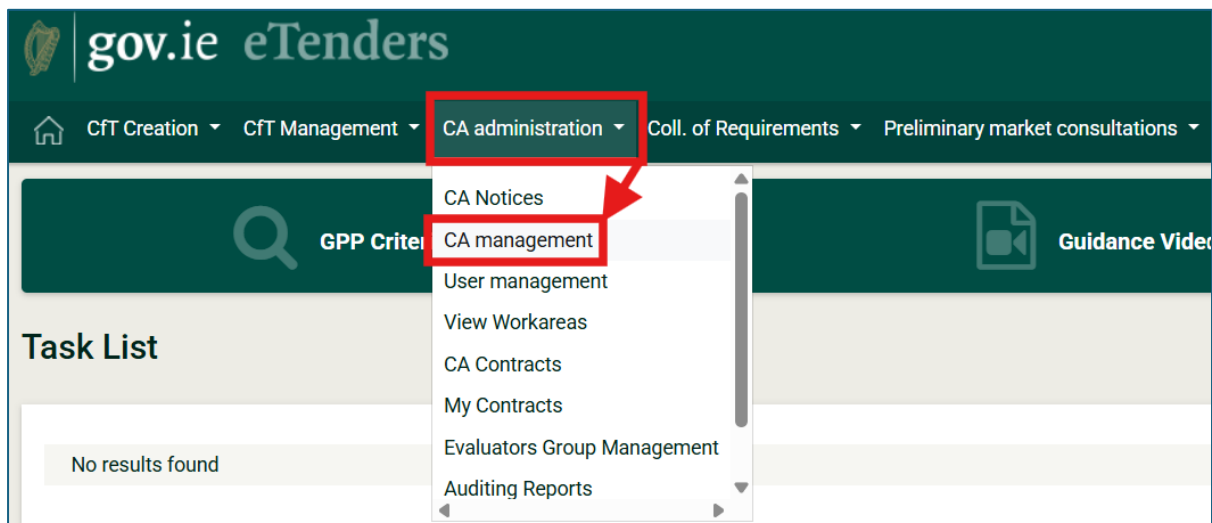 gov.ie eTenders
CfT Creation CfT Management CA administration Coll. of Requirements Preliminary market consultations
CA Notices
GPP Criter CA management Guidance Vide
User management
View Workareas
Task List
CA Contracts
My Contracts
Evaluators Group Management
No results found
Auditing Reports